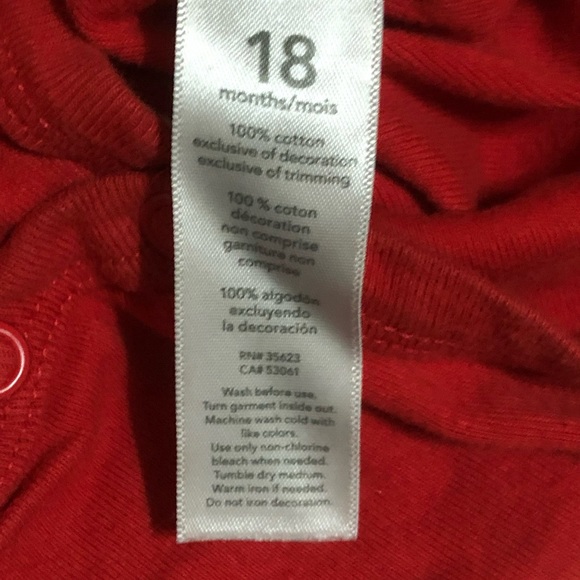 18
months/mois
100% cotton
exclusive of decoration
exclusive of trimming
100 % coton
décoration
non comprise
garniture non
comprise
100% algodón
excluyendo
la decoración
RN# 35623
CA# 53061
Wash before use.
Turn garment inside out.
Machine wash cold with
like colors.
Use only non-chlorine
bleach when needed.
Tumble dry medium.
Warm iron if needed.
Do not iron decoration.